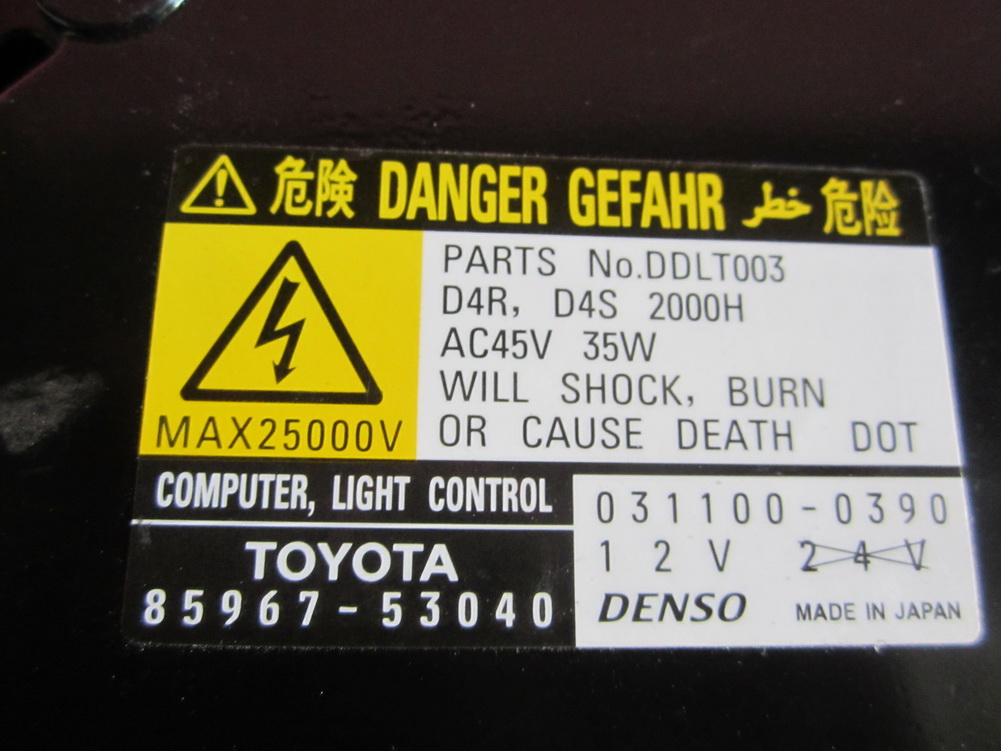 危険 DANGER GEFAHR خطر 危险
PARTS No.DDLT003
D4R, D4S 2000H
AC45V 35W
WILL SHOCK, BURN
OR CAUSE DEATH DOT
MAX25000V
COMPUTER, LIGHT CONTROL
TOYOTA
85967-53040
031100-0390
12V 24V
DENSO MADE IN JAPAN